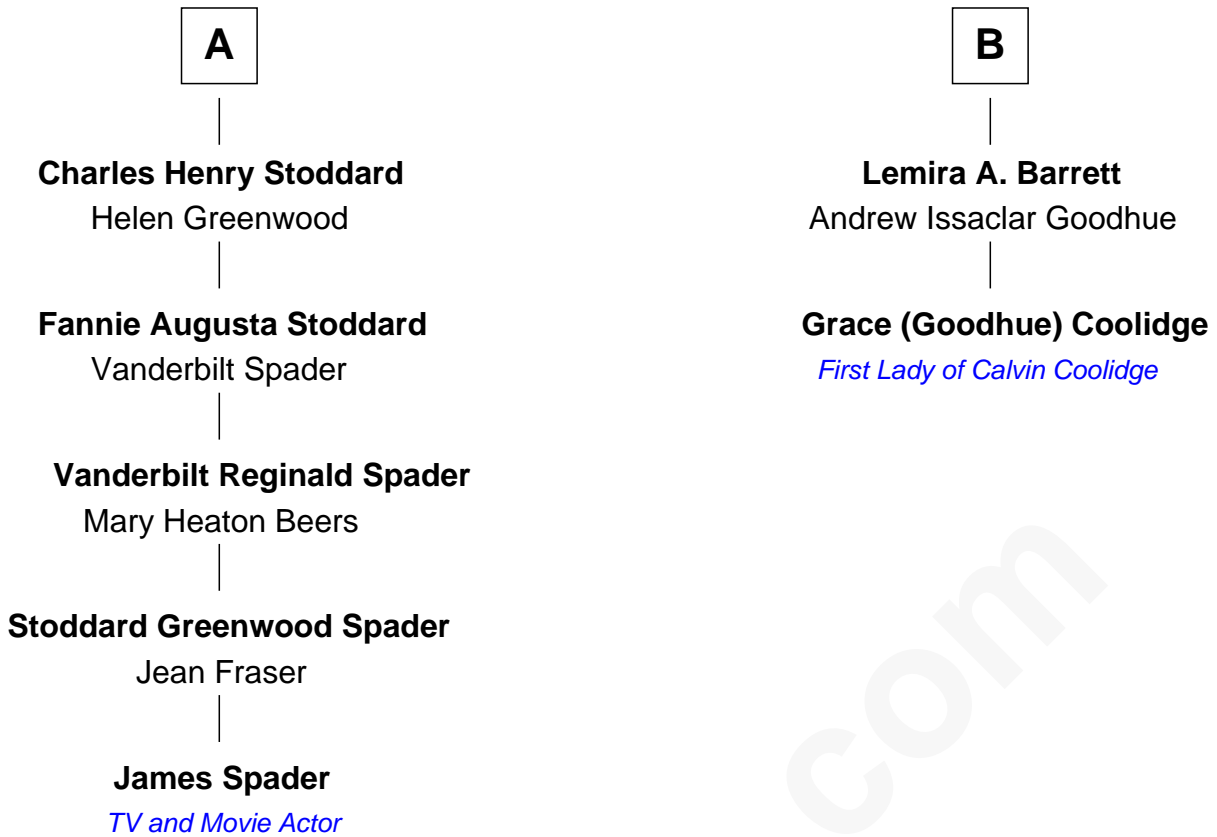 A
Charles Henry Stoddard
Helen Greenwood
Fannie Augusta Stoddard
Vanderbilt Spader
Vanderbilt Reginald Spader
Mary Heaton Beers
Stoddard Greenwood Spader
Jean Fraser
James Spader
TV and Movie Actor
B
Lemira A. Barrett
Andrew Issaclar Goodhue
Grace (Goodhue) Coolidge
First Lady of Calvin Coolidge
com